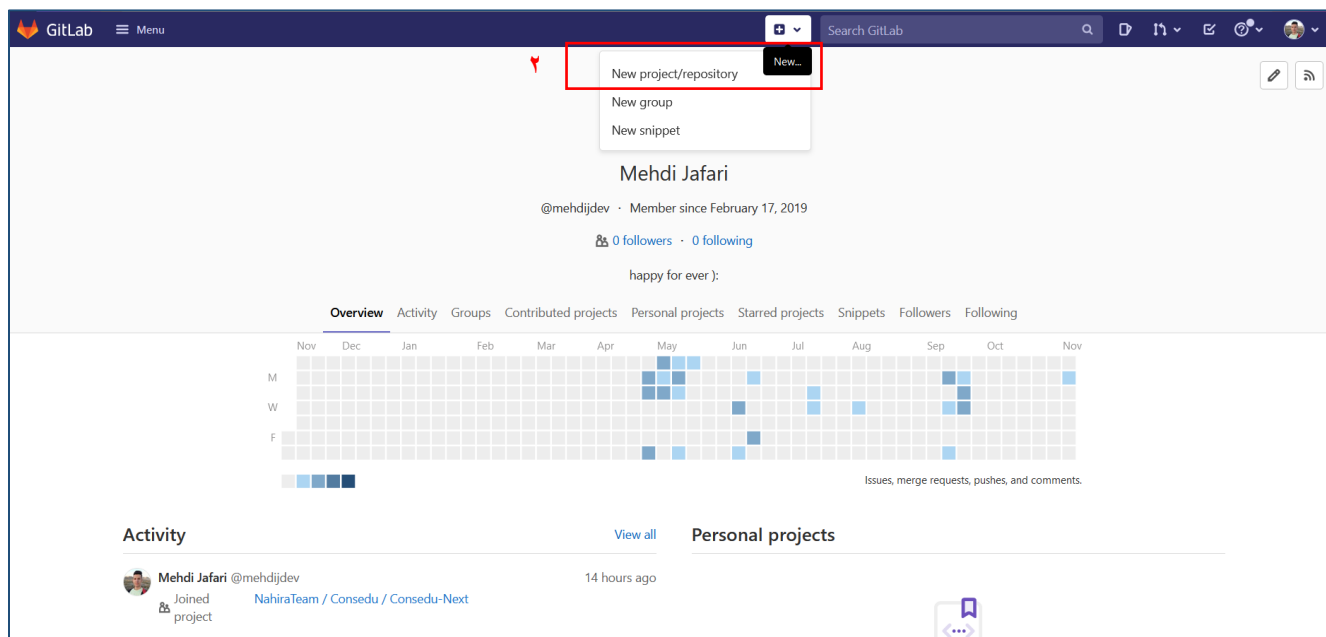 GitLab Menu Search GitLab
New...
۲
New project/repository
New group
New snippet
Mehdi Jafari
@mehdijdev · Member since February 17, 2019
0 followers · 0 following
happy for ever ):
Overview Activity Groups Contributed projects Personal projects Starred projects Snippets Followers Following
Nov Dec Jan Feb Mar Apr May Jun Jul Aug Sep Oct Nov
M
W
F
Issues, merge requests, pushes, and comments.
Activity View all Personal projects
Mehdi Jafari @mehdijdev 14 hours ago
Joined project NahiraTeam / Consedu / Consedu-Next